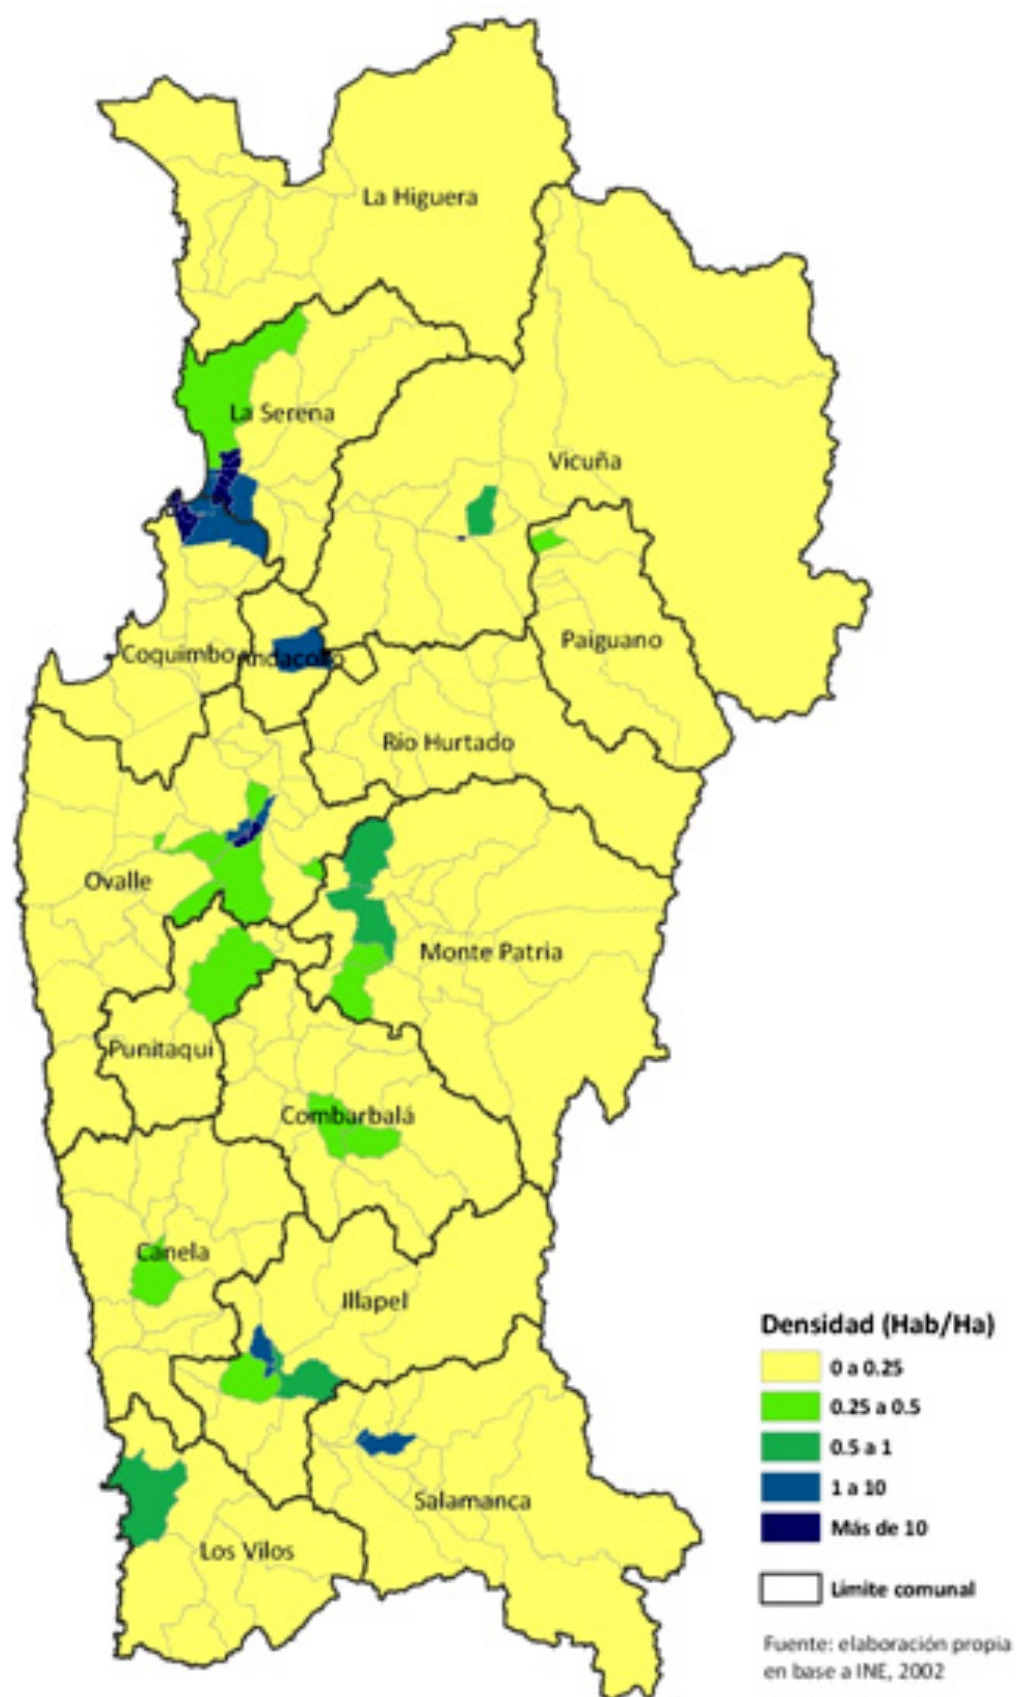 La Higuera
La Serena
Vicuña
Paiguano
Coquimbo
Andacollo
Rio Hurtado
Ovalle
Monte Patria
Punitaqui
Combarbalá
Canela
Illapel
Salamanca
Los Vilos
Densidad (Hab/Ha)
0 a 0.25
0.25 a 0.5
0.5 a 1
1 a 10
Más de 10
Limite comunal
Fuente: elaboración propia
en base a INE, 2002